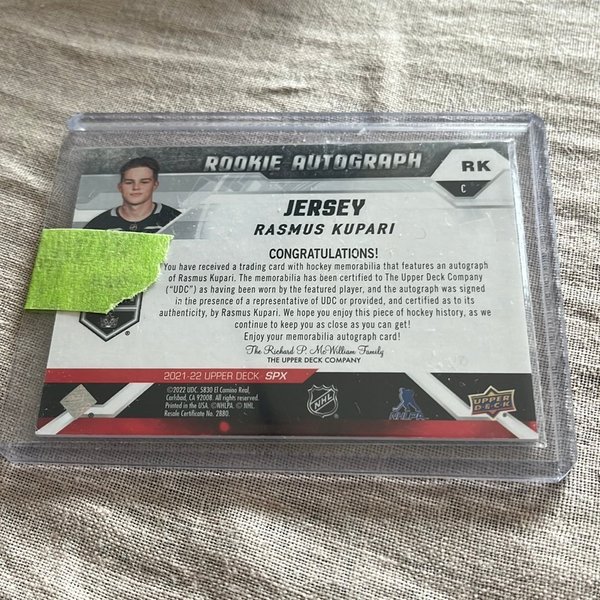 ROOKIE AUTOGRAPH
RK
C
JERSEY
RASMUS KUPARI
CONGRATULATIONS!
You have received a trading card with hockey memorabilia that features an autograph
of Rasmus Kupari. The memorabilia has been certified to The Upper Deck Company
("UDC") as having been worn by the featured player, and the autograph was signed
in the presence of a representative of UDC or provided, and certified as to its
authenticity, by Rasmus Kupari. We hope you enjoy this piece of hockey history, as we
continue to keep you as close as you can get!
Enjoy your memorabilia autograph card!
The Richard P. McWilliam Family
THE UPPER DECK COMPANY
2021-22 UPPER DECK SPX
©2022 UDC. 5830 El Camino Real,
Carlsbad, CA 92008. All rights reserved.
Printed in the USA. ©NHLPA. © NHL.
Resale Certificate No. 2BBO.
NHL
NHLPA
UPPER
DECK